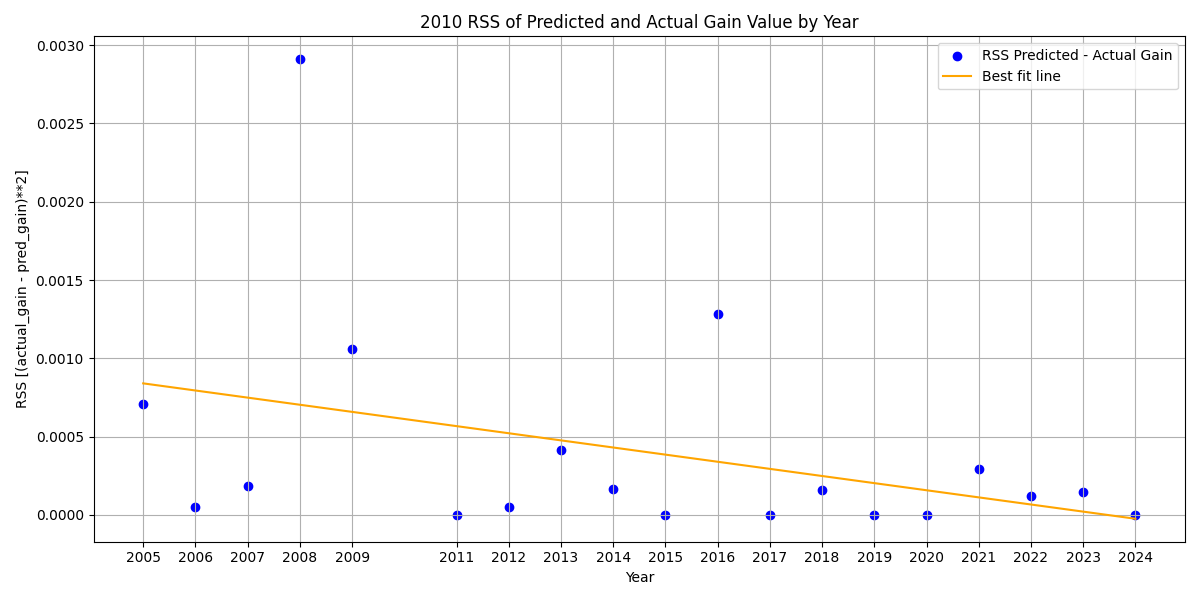 2010 RSS of Predicted and Actual Gain Value by Year
RSS Predicted - Actual Gain
Best fit line
RSS [(actual_gain - pred_gain)**2]
0.0030
0.0025
0.0020
0.0015
0.0010
0.0005
0.0000
2005 2006 2007 2008 2009 2011 2012 2013 2014 2015 2016 2017 2018 2019 2020 2021 2022 2023 2024
Year